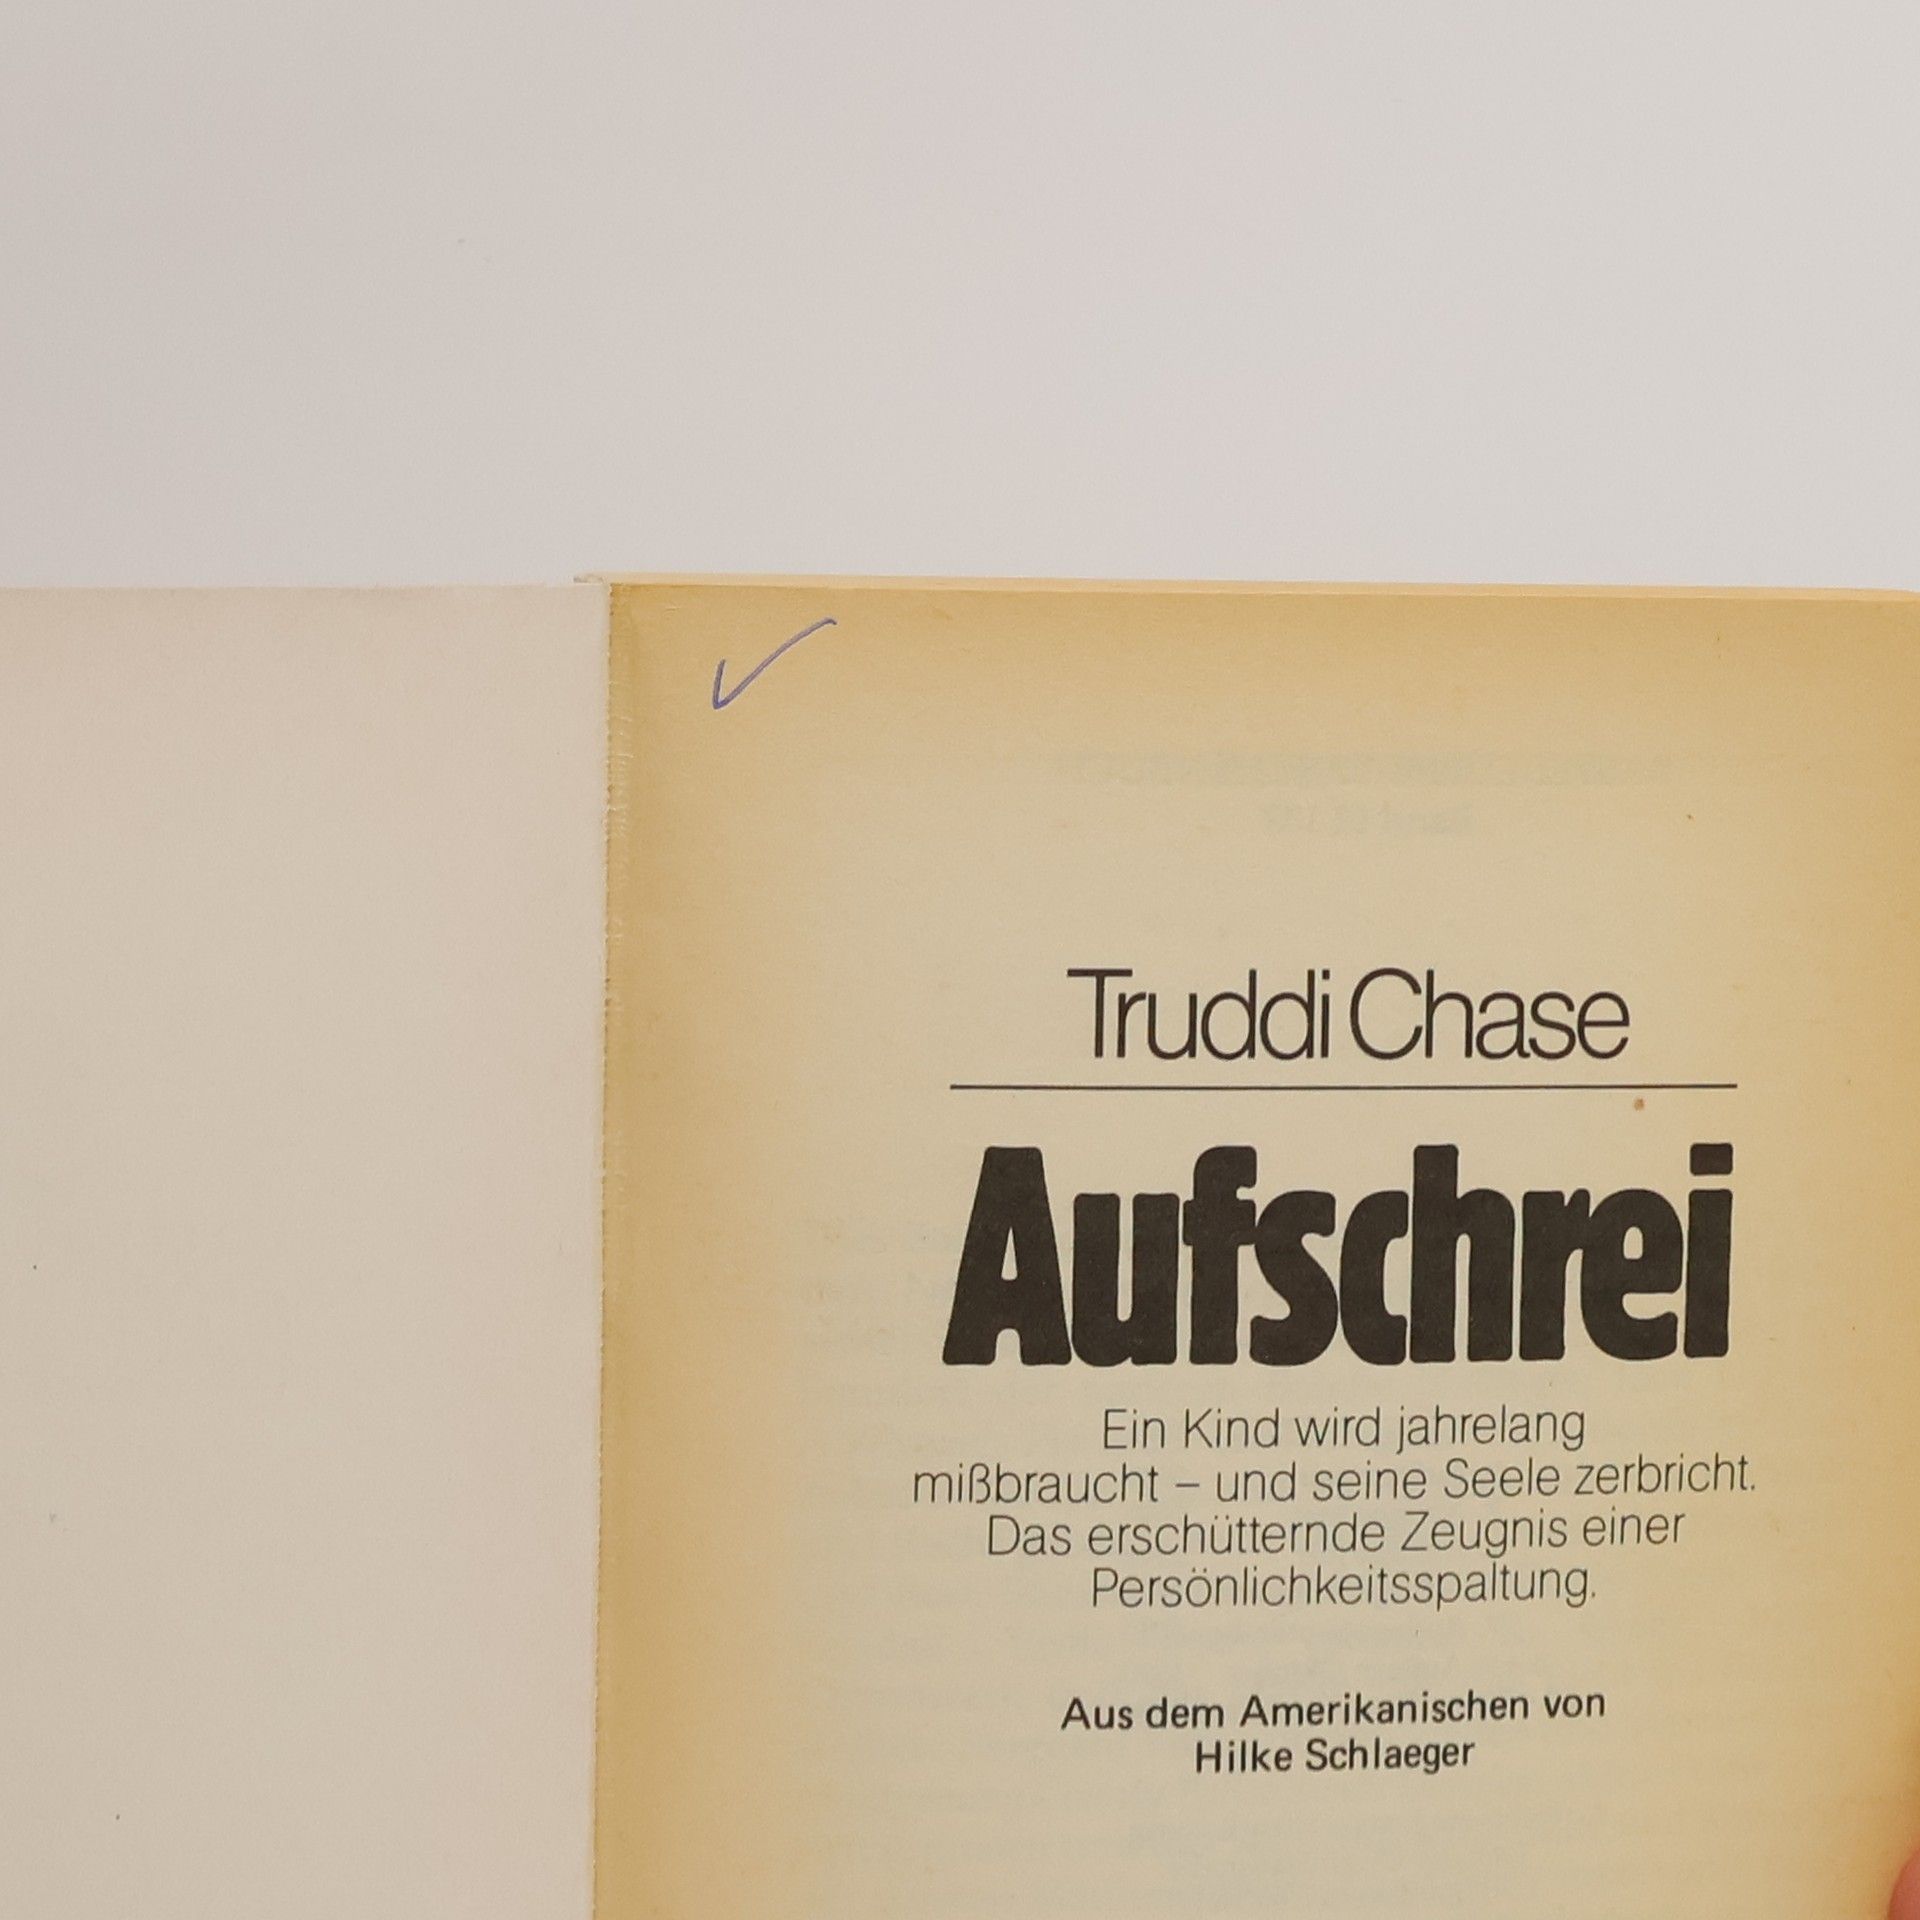 Truddi Chase
Aufschrei
Ein Kind wird jahrelang
mißbraucht – und seine Seele zerbricht.
Das erschütternde Zeugnis einer
Persönlichkeitsspaltung.
Aus dem Amerikanischen von
Hilke Schlaeger